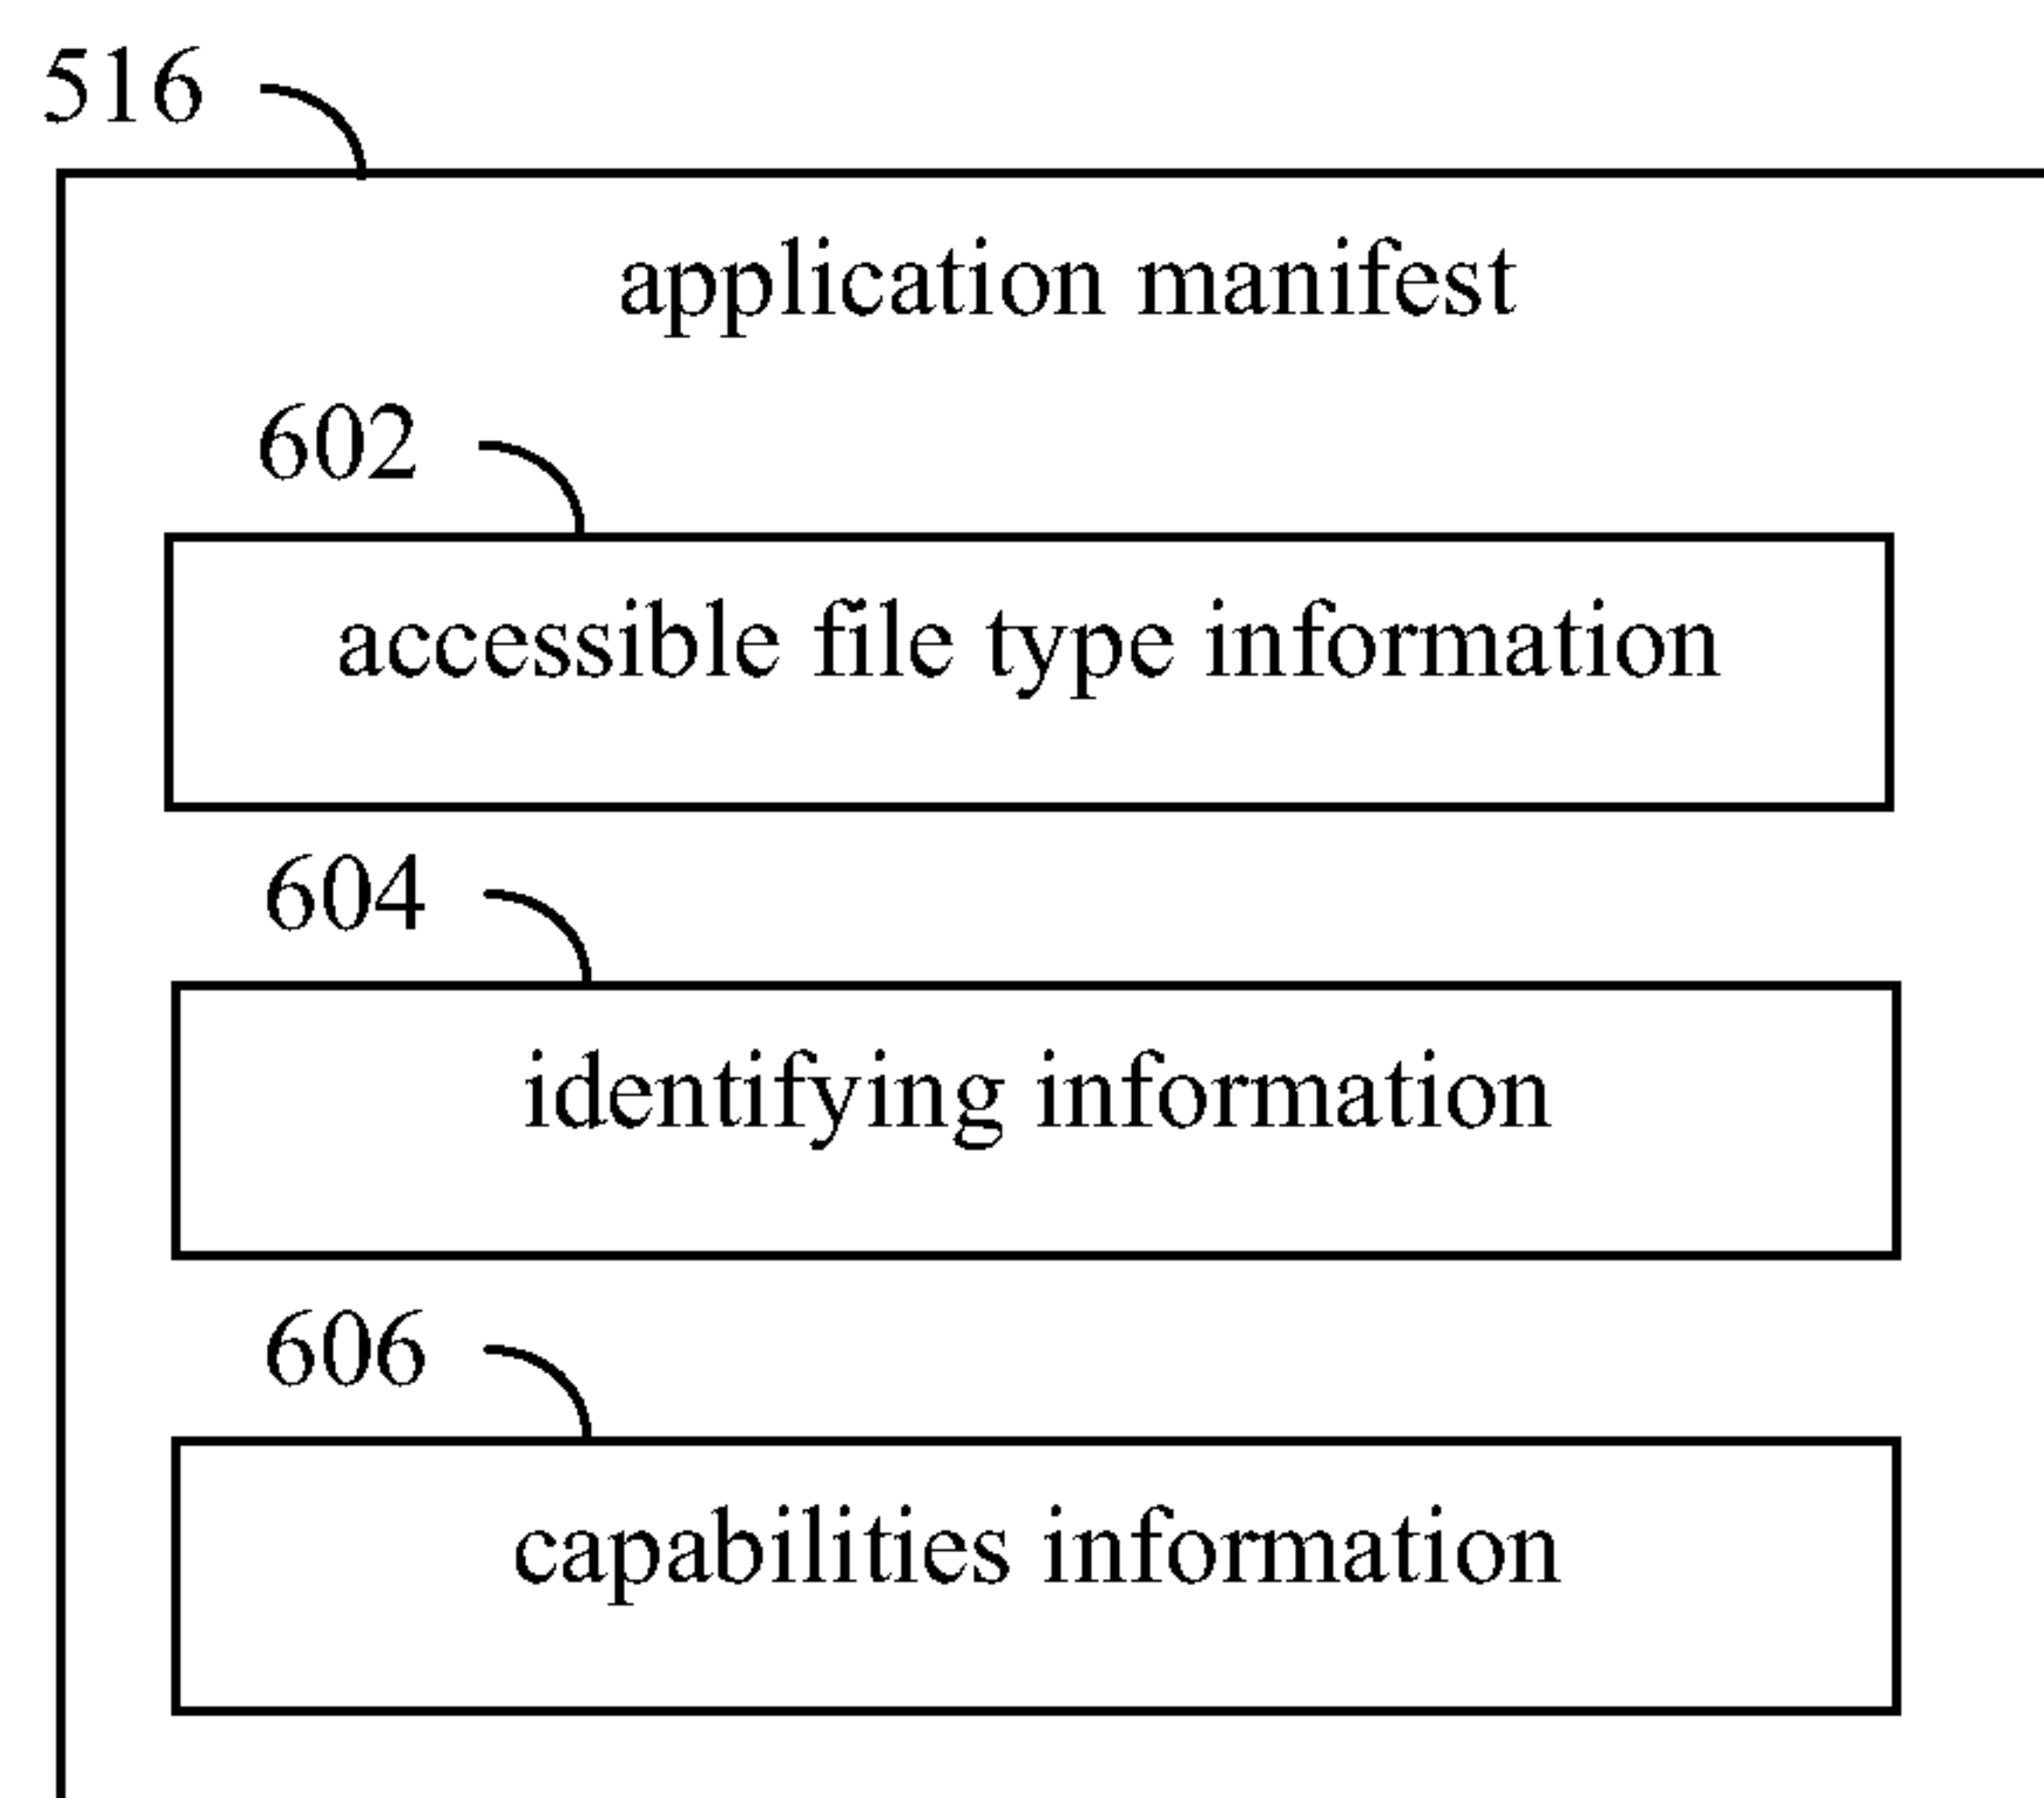 516
application manifest
602
accessible file type information
604
identifying information
606
capabilities information